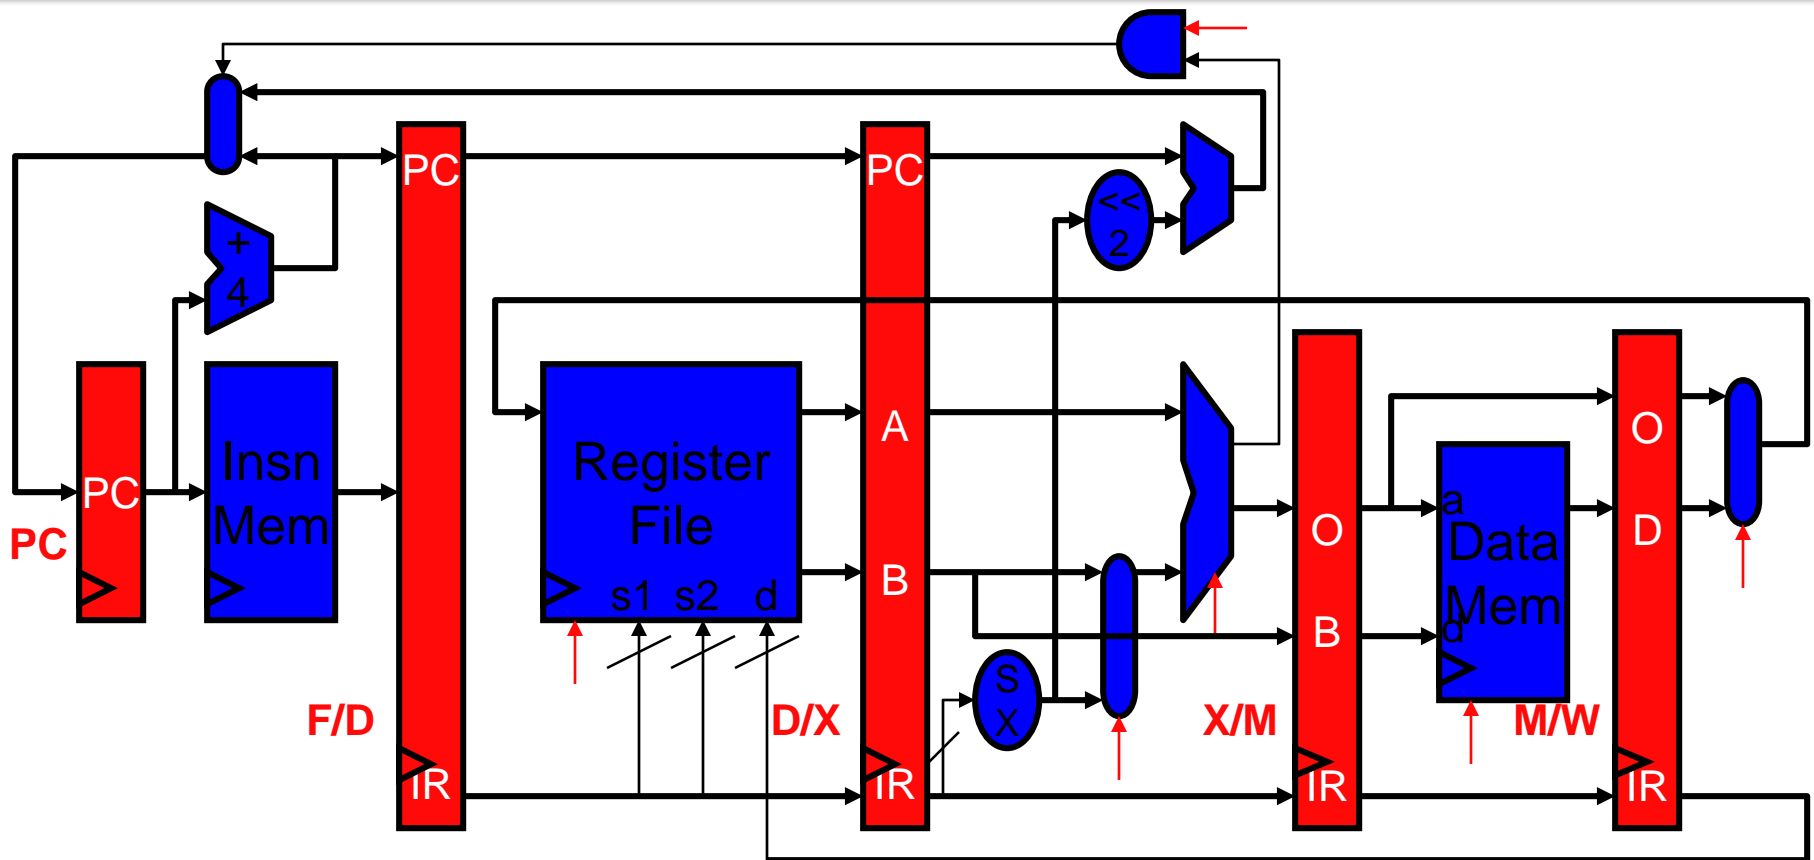 PC
PC
<<
2
+
4
PC
Insn
Mem
PC
Register
File
s1 s2 d
A
B
O
B
a
Data
Mem
d
O
D
S
X
F/D
D/X
X/M
M/W
IR
IR
IR
IR